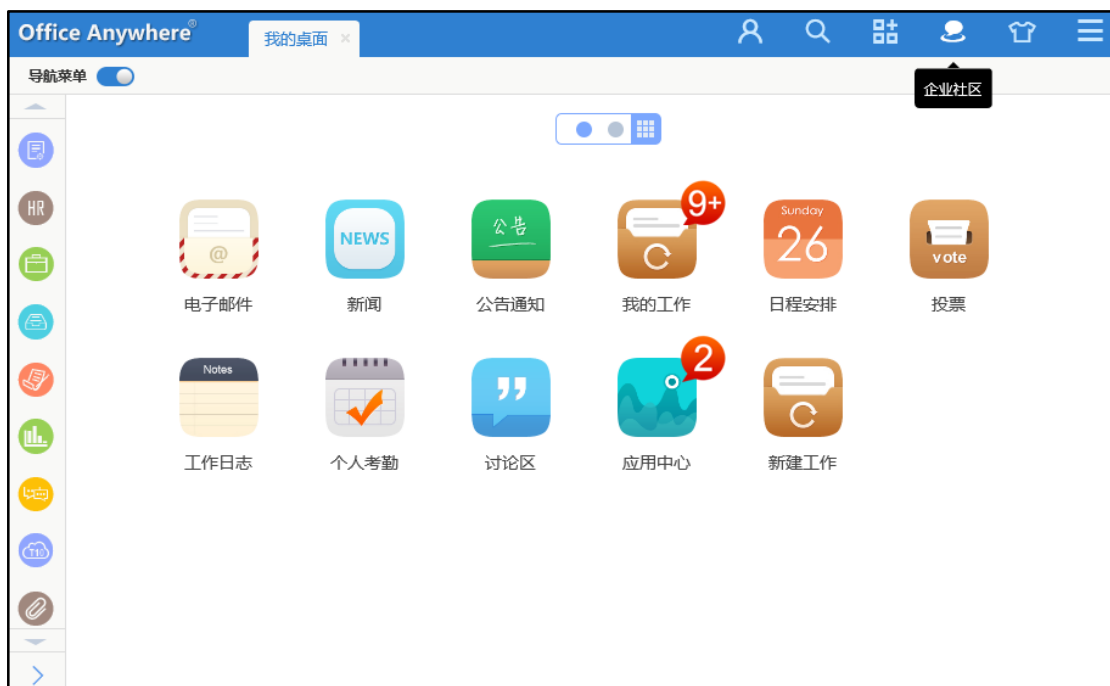 Office Anywhere®
我的桌面 ×
导航菜单
企业社区
HR
@
NEWS
公告
9+
Sunday
26
vote
电子邮件
新闻
公告通知
我的工作
日程安排
投票
Notes
2
工作日志
个人考勤
讨论区
应用中心
新建工作
T10